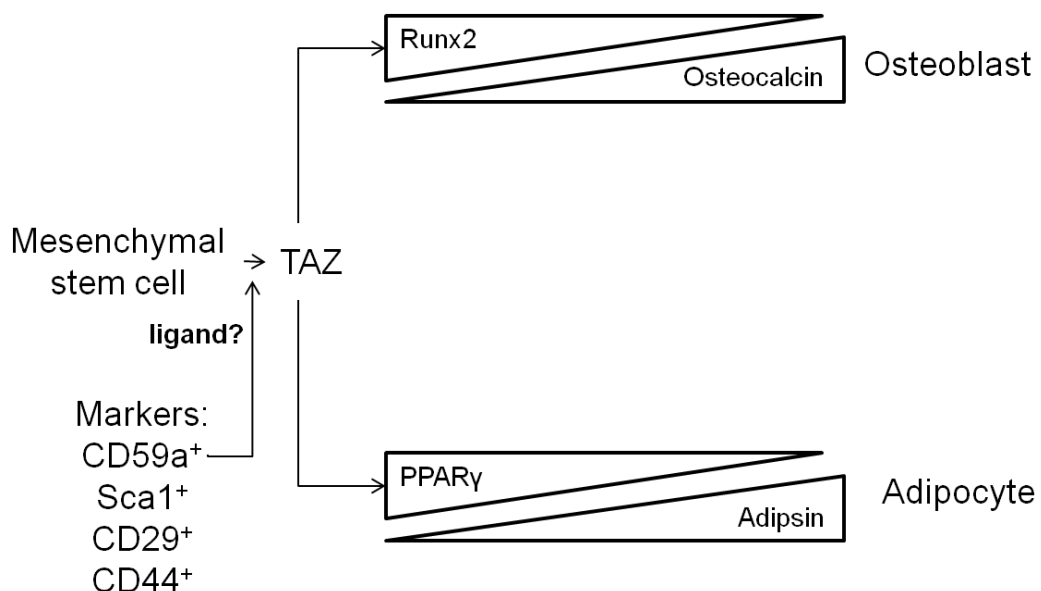 Runx2
Osteocalcin
Osteoblast
Mesenchymal
stem cell
TAZ
ligand?
Markers:
CD59a⁺
Sca1⁺
CD29⁺
CD44⁺
PPARγ
Adipsin
Adipocyte